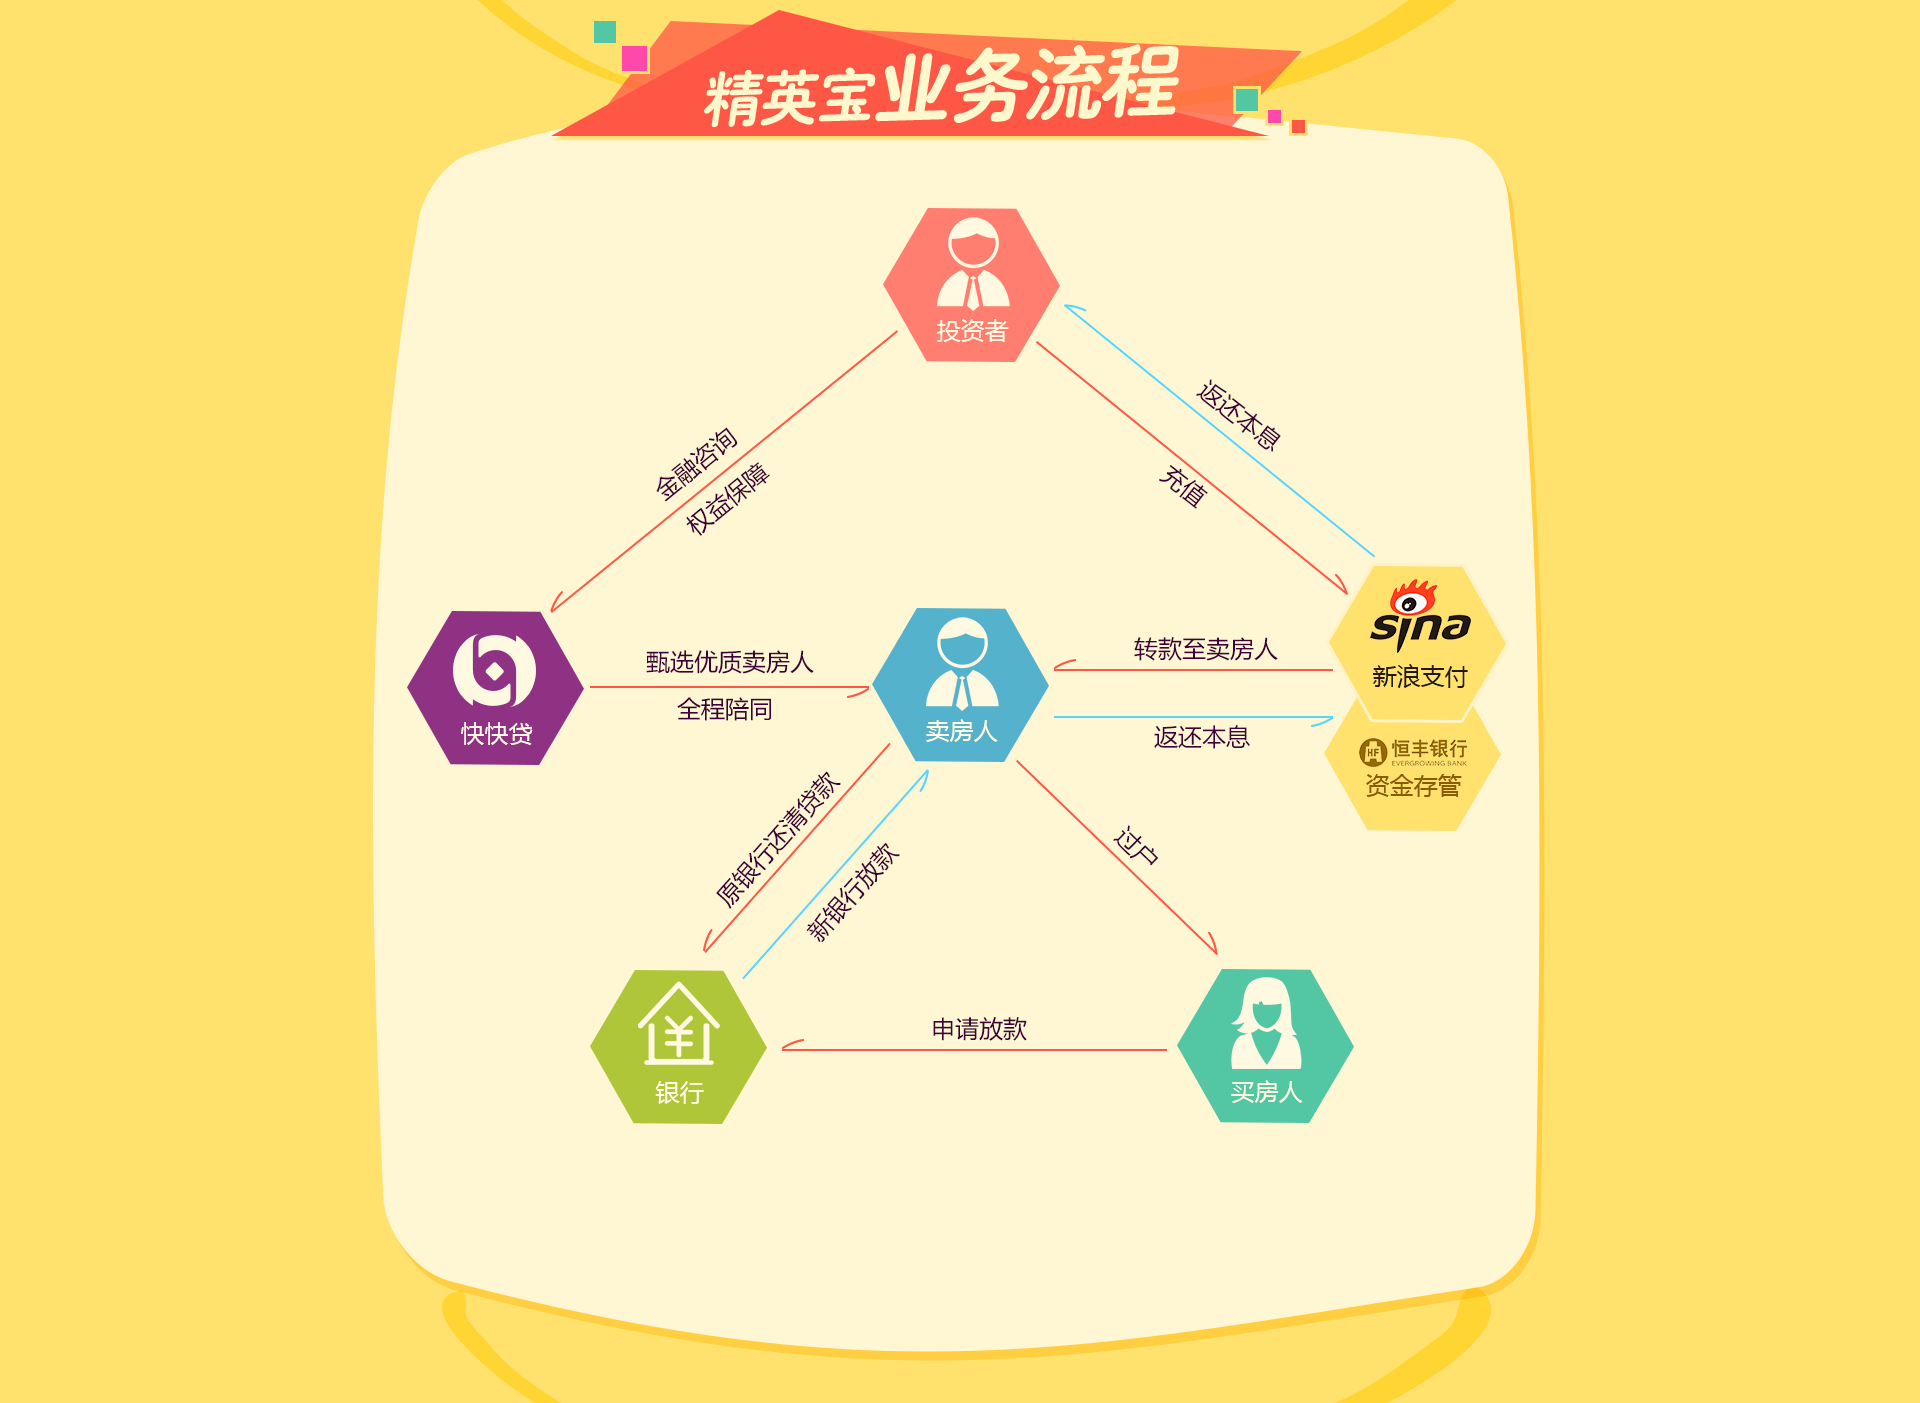 精英宝业务流程
投资者
返还本息
充值
金融咨询
权益保障
sina
新浪支付
恒丰银行
EVERGROWING BANK
资金存管
快快贷
甄选优质卖房人
全程陪同
卖房人
转款至卖房人
返还本息
原银行还清贷款
新银行放款
过户
银行
申请放款
买房人